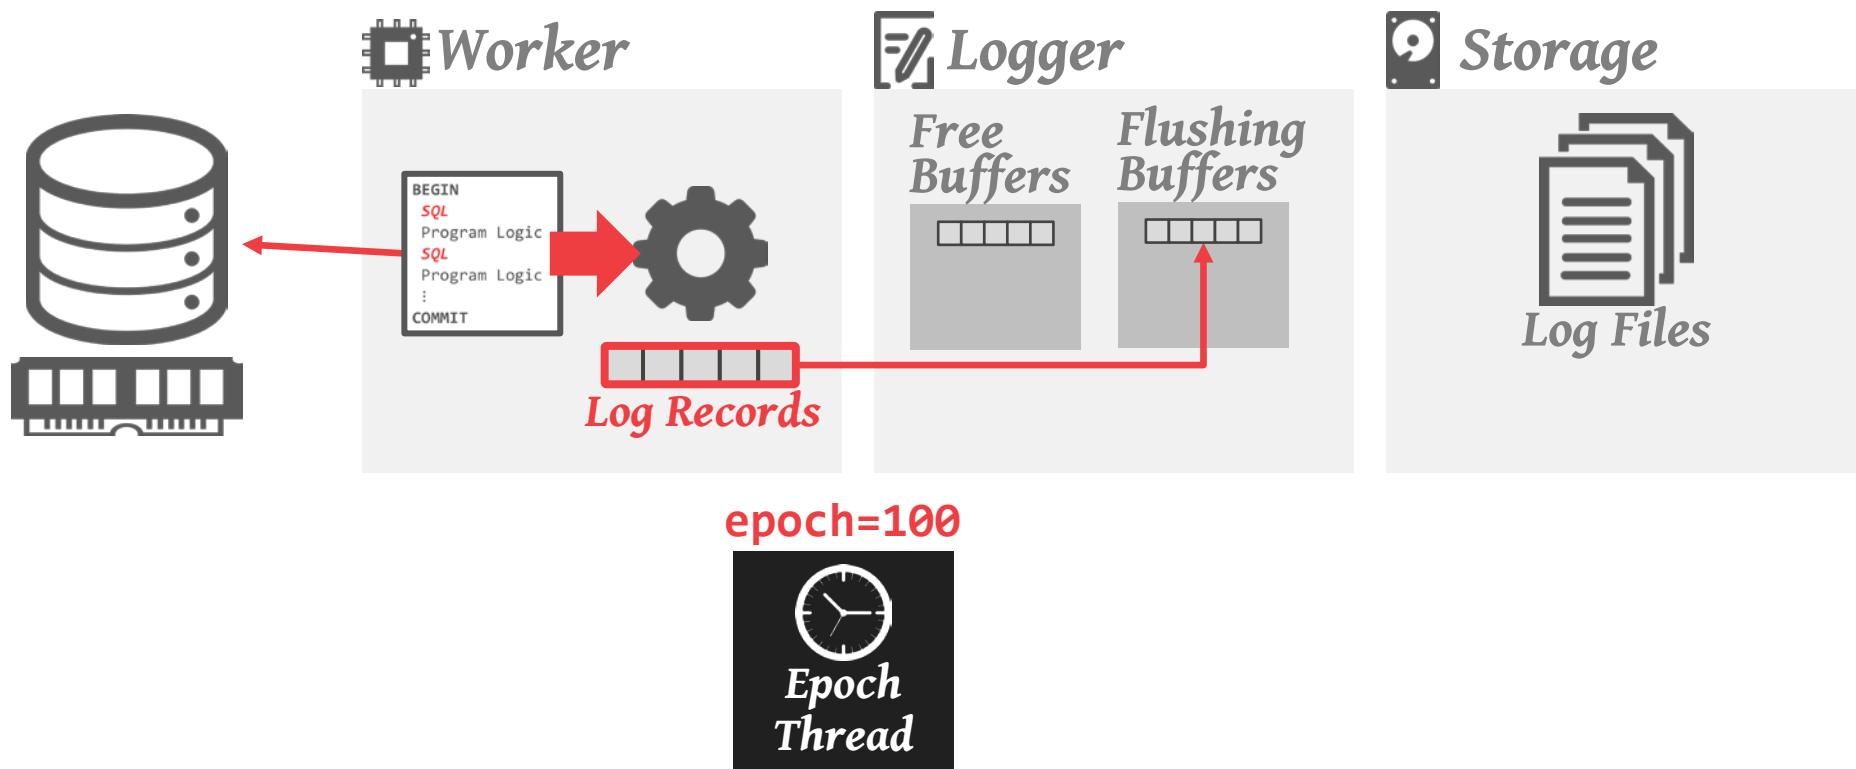 Worker
Logger
Storage
Free
Buffers
Flushing
Buffers
BEGIN
SQL
Program Logic
SQL
Program Logic
⋮
COMMIT
Log Records
Log Files
epoch=100
Epoch
Thread